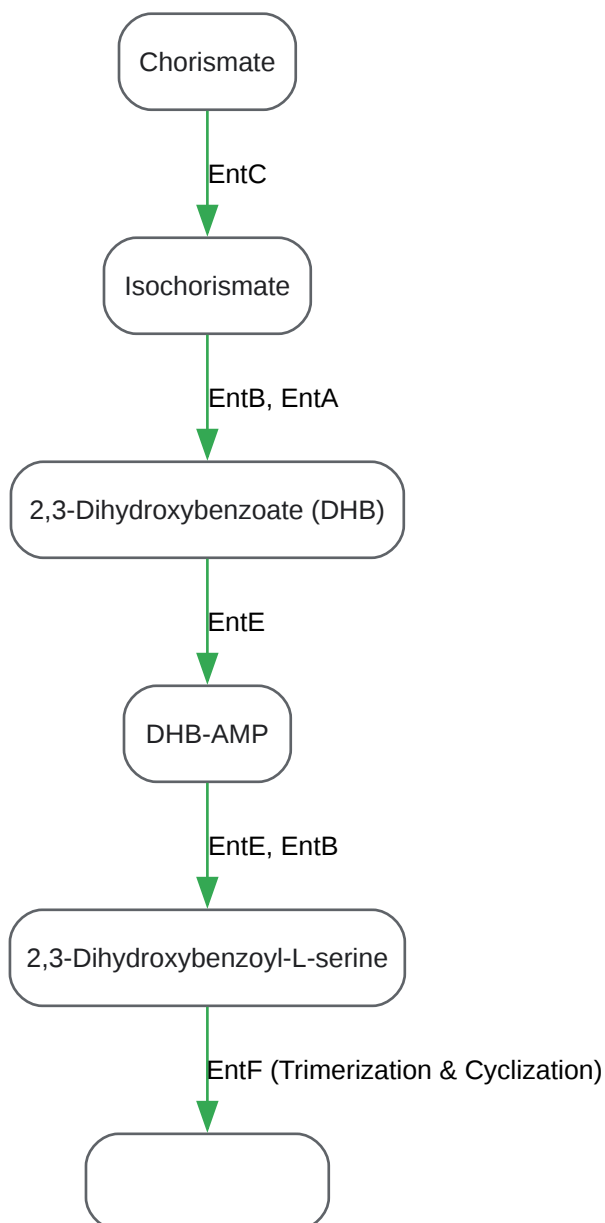 Chorismate
EntC
Isochorismate
EntB, EntA
2,3-Dihydroxybenzoate (DHB)
EntE
DHB-AMP
EntE, EntB
2,3-Dihydroxybenzoyl-L-serine
EntF (Trimerization & Cyclization)